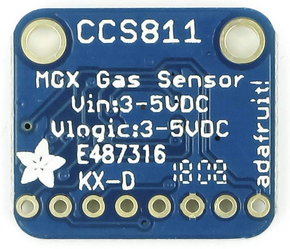 CCS811
MOX Gas Sensor
Vin:3-5VDC
Vlogic:3-5VDC
E487316
KX-D
1808
adafruit!